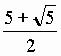 (5 + √5) / 2